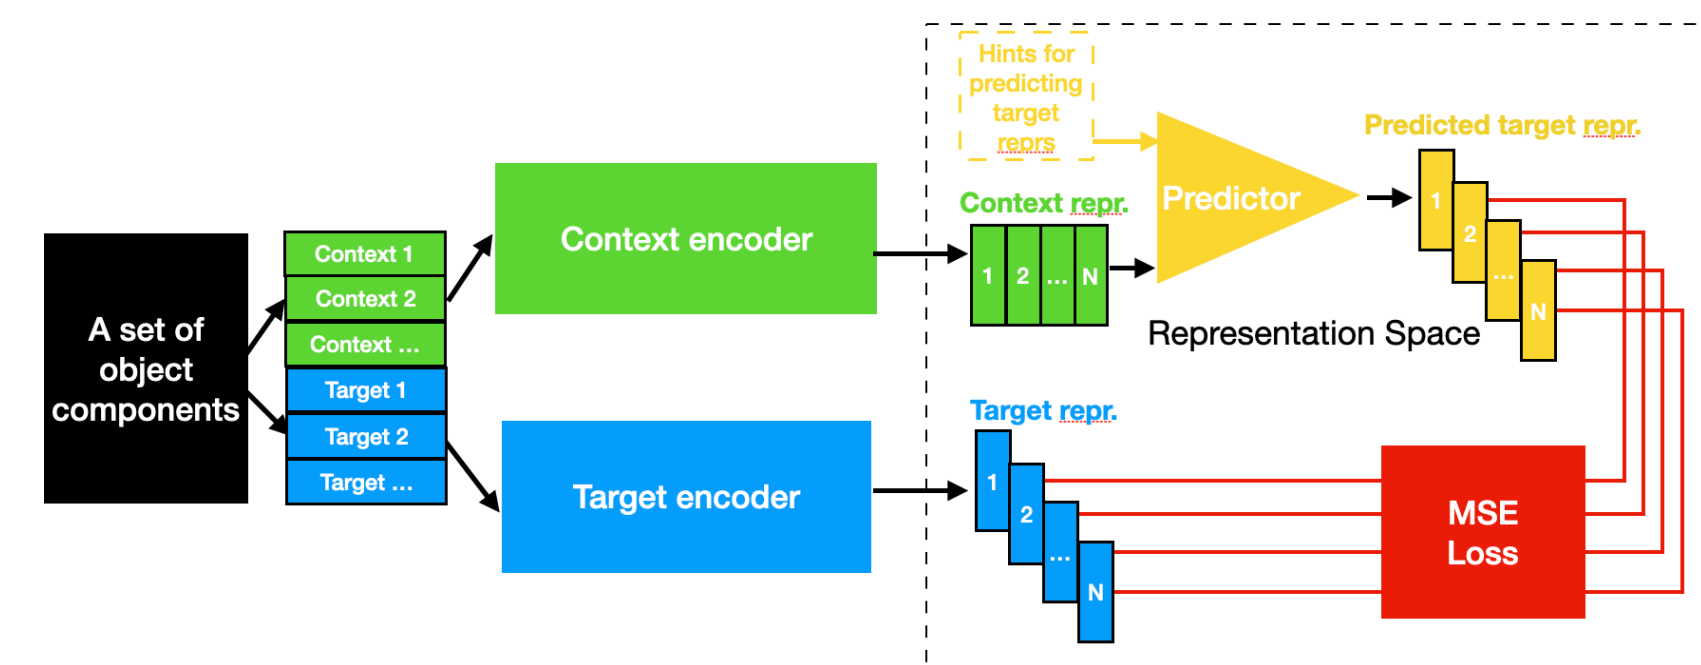 A set of
object
components
Context 1
Context 2
Context ...
Target 1
Target 2
Target ...
Context encoder
Target encoder
Hints for
predicting
target
reprs
Context repr.
1 2 ... N
Predictor
Predicted target repr.
1
2
...
N
Representation Space
Target repr.
1
2
...
N
MSE
Loss